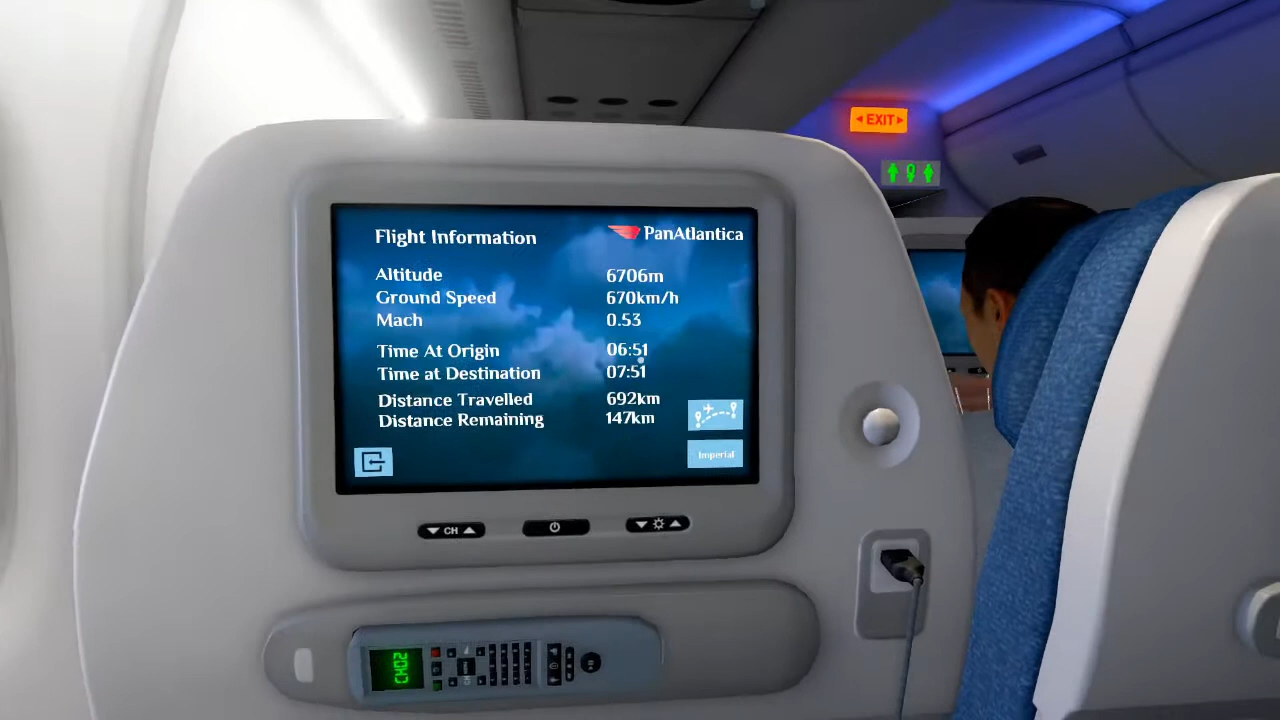 EXIT
Flight Information
PanAtlantica
Altitude 6706m
Ground Speed 670km/h
Mach 0.53
Time At Origin 06:51
Time at Destination 07:51
Distance Travelled 692km
Distance Remaining 147km
Imperial
CH
CH02